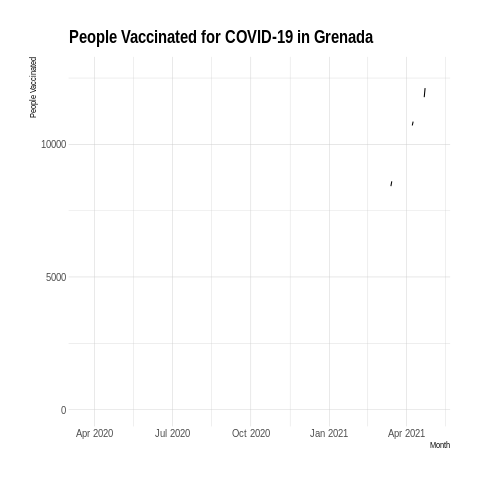 People Vaccinated for COVID-19 in Grenada
People Vaccinated
10000
5000
0
Apr 2020 Jul 2020 Oct 2020 Jan 2021 Apr 2021
Month